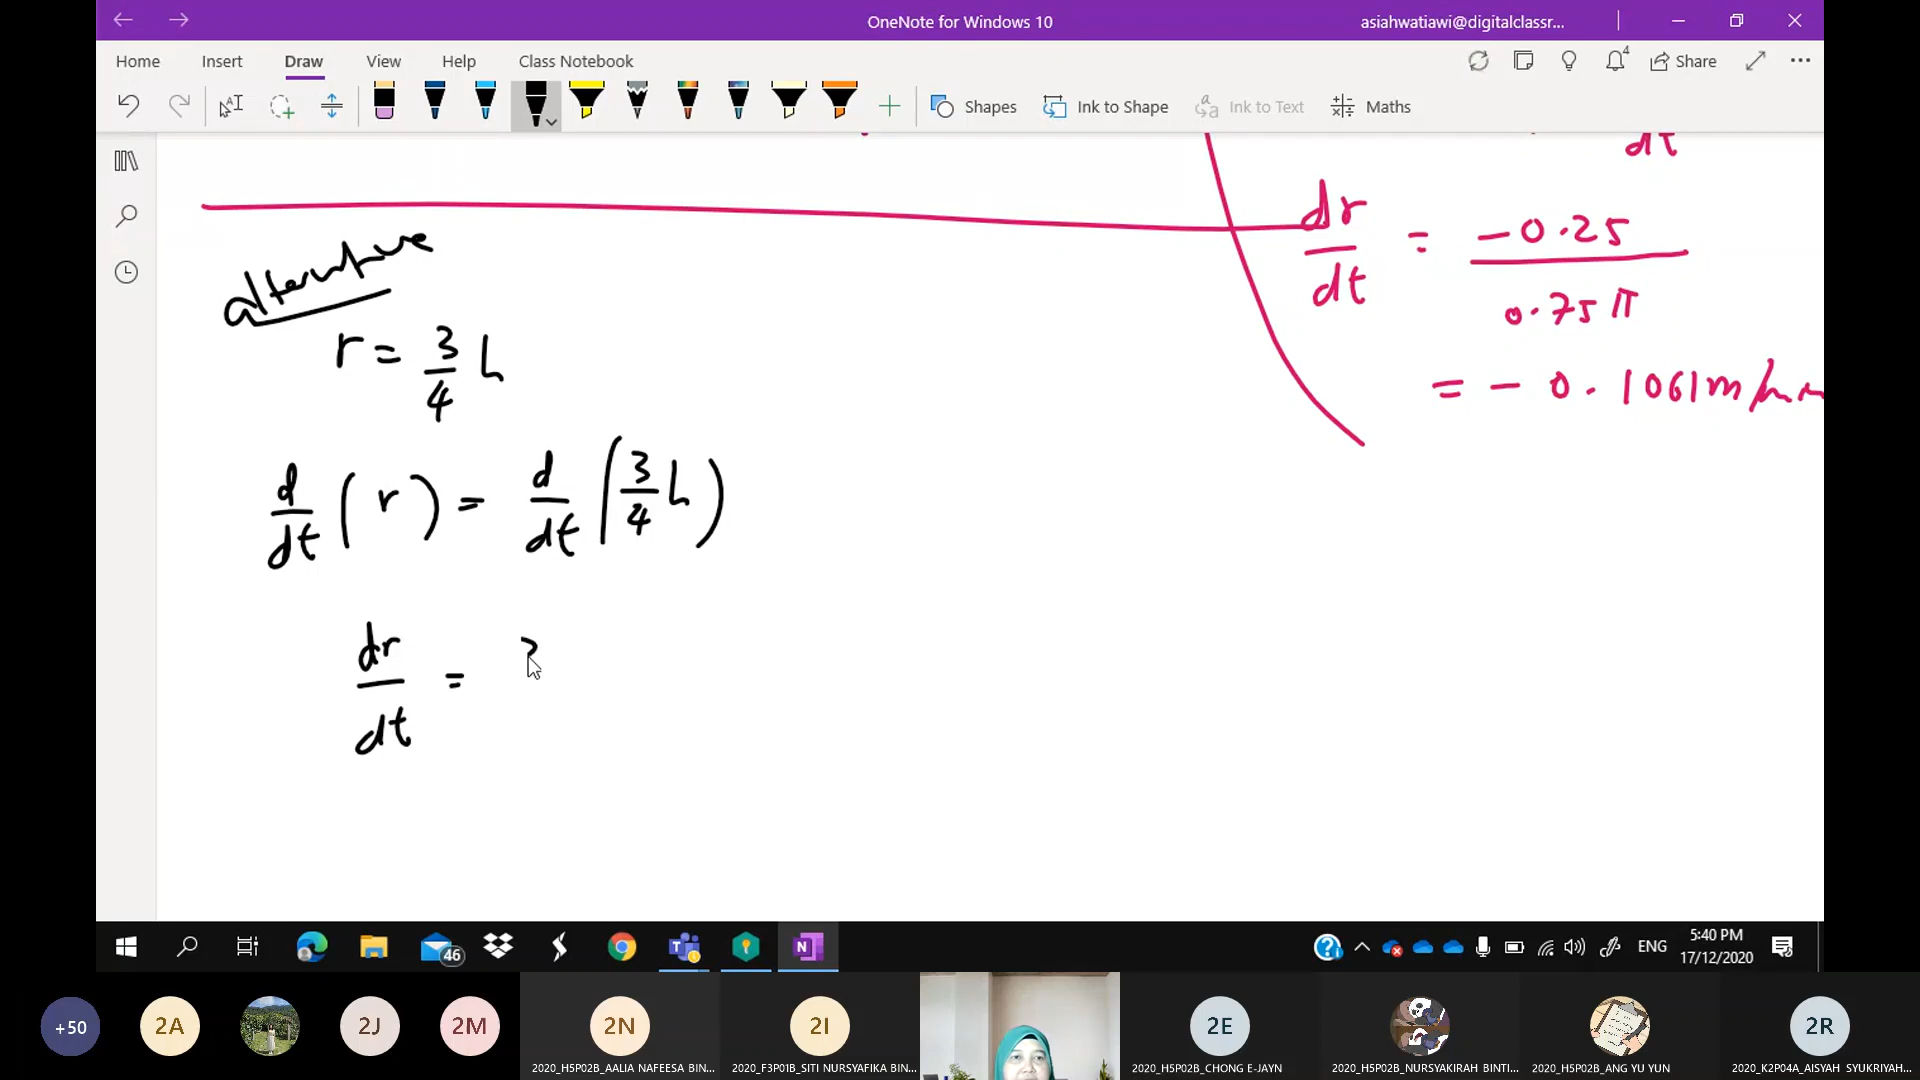 OneNote for Windows 10
asiahwatiawi@digitalclassr...
Home Insert Draw View Help Class Notebook
4
Share
Shapes Ink to Shape Ink to Text Maths
dt
dr/dt = -0.25/0.75π
= - 0.1061m/
alternative
r = 3/4 h
d/dt (r) = d/dt (3/4 h)
dr/dt =
46
ENG
5:40 PM
17/12/2020
+50 2A 2J 2M 2N 2I 2E 2R
2020_H5P02B_AALIA NAFEESA BIN...
2020_F3P01B_SITI NURSYAFIKA BIN...
2020_H5P02B_CHONG E-JAYN
2020_H5P02B_NURSYAKIRAH BINTI...
2020_H5P02B_ANG YU YUN
2020_K2P04A_AISYAH SYUKRIYAH...